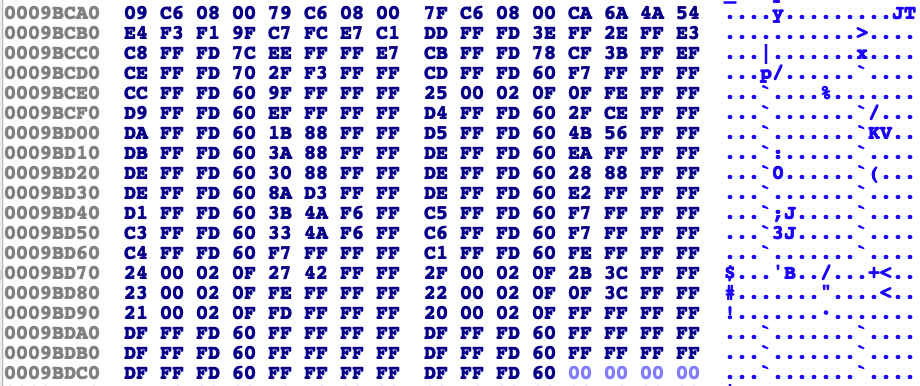 0009BCA0 09 C6 08 00 79 C6 08 00 7F C6 08 00 CA 6A 4A 54 ....y........JT
0009BCB0 E4 F3 F1 9F C7 FC E7 C1 DD FF FD 3E FF 2E FF E3 ...........>....
0009BCC0 C8 FF FD 7C EE FF FF E7 CB FF FD 78 CF 3B FF EF ...|.......x....
0009BCD0 CE FF FD 70 2F F3 FF FF CD FF FD 60 F7 FF FF FF ...p/......`....
0009BCE0 CC FF FD 60 9F FF FF FF 25 00 02 0F 0F FE FF FF ...`....%.......
0009BCF0 D9 FF FD 60 EF FF FF FF D4 FF FD 60 2F CE FF FF ...`.......`/...
0009BD00 DA FF FD 60 1B 88 FF FF D5 FF FD 60 4B 56 FF FF ...`.......`KV..
0009BD10 DB FF FD 60 3A 88 FF FF DE FF FD 60 EA FF FF FF ...`:......`....
0009BD20 DE FF FD 60 30 88 FF FF DE FF FD 60 28 88 FF FF ...`0......`(...
0009BD30 DE FF FD 60 8A D3 FF FF DE FF FD 60 E2 FF FF FF ...`.......`....
0009BD40 D1 FF FD 60 3B 4A F6 FF C5 FF FD 60 F7 FF FF FF ...`;J.....`....
0009BD50 C3 FF FD 60 33 4A F6 FF C6 FF FD 60 F7 FF FF FF ...`3J.....`....
0009BD60 C4 FF FD 60 F7 FF FF FF C1 FF FD 60 FE FF FF FF ...`.......`....
0009BD70 24 00 02 0F 27 42 FF FF 2F 00 02 0F 2B 3C FF FF $...'B../...+<..
0009BD80 23 00 02 0F FE FF FF FF 22 00 02 0F 0F 3C FF FF #......."....<..
0009BD90 21 00 02 0F FD FF FF FF 20 00 02 0F FF FF FF FF !....... .......
0009BDA0 DF FF FD 60 FF FF FF FF DF FF FD 60 FF FF FF FF ...`.......`....
0009BDB0 DF FF FD 60 FF FF FF FF DF FF FD 60 FF FF FF FF ...`.......`....
0009BDC0 DF FF FD 60 FF FF FF FF DF FF FD 60 00 00 00 00 ...`.......`....